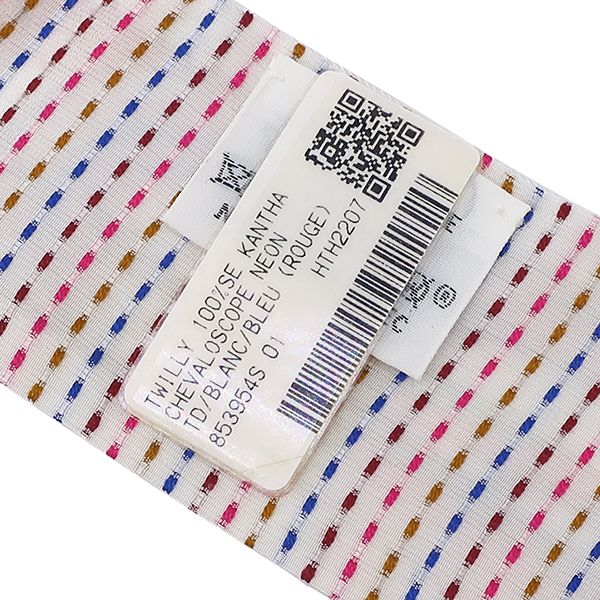 TWILLY 100%SE KANTHA
CHEVALOSCOPE NEON
TD/BLANC/BLEU (ROUGE)
853954S 01
HTH2207